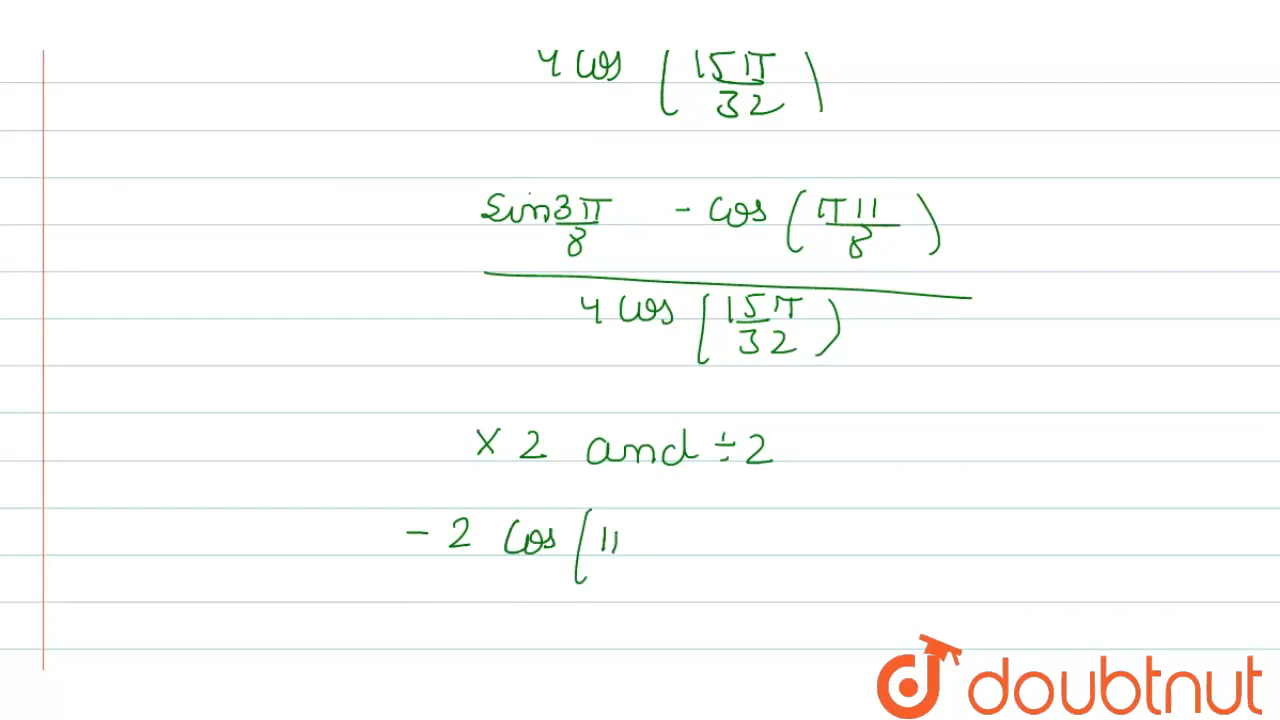 4 cos (15π/32)
sin 3π/8 - cos (π11/8)
4 cos (15π/32)
× 2 and ÷ 2
- 2 cos (11
doubtnut